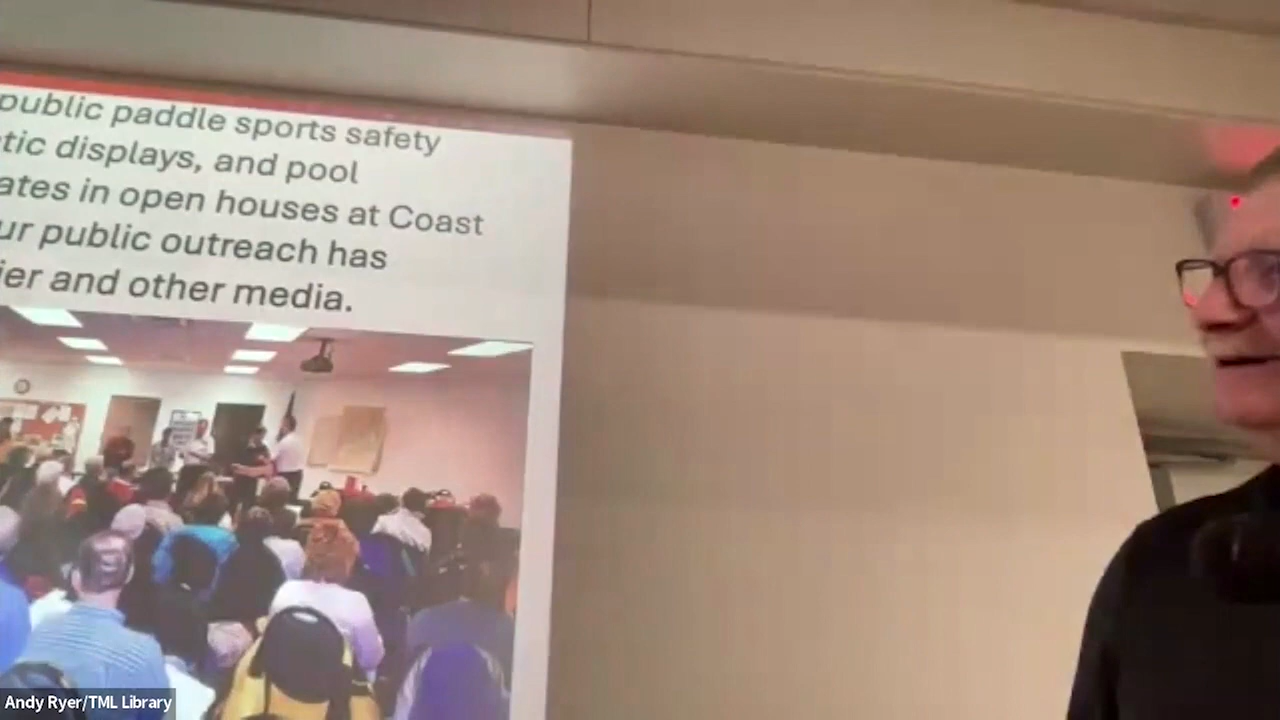 public paddle sports safety
tic displays, and pool
ates in open houses at Coast
ur public outreach has
ier and other media.
Andy Ryer/TML Library